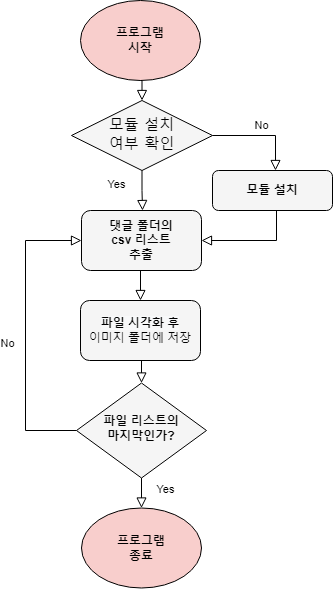 프로그램
시작
모듈 설치
여부 확인
No
Yes
모듈 설치
댓글 폴더의
csv 리스트
추출
파일 시각화 후
이미지 폴더에 저장
No
파일 리스트의
마지막인가?
Yes
프로그램
종료